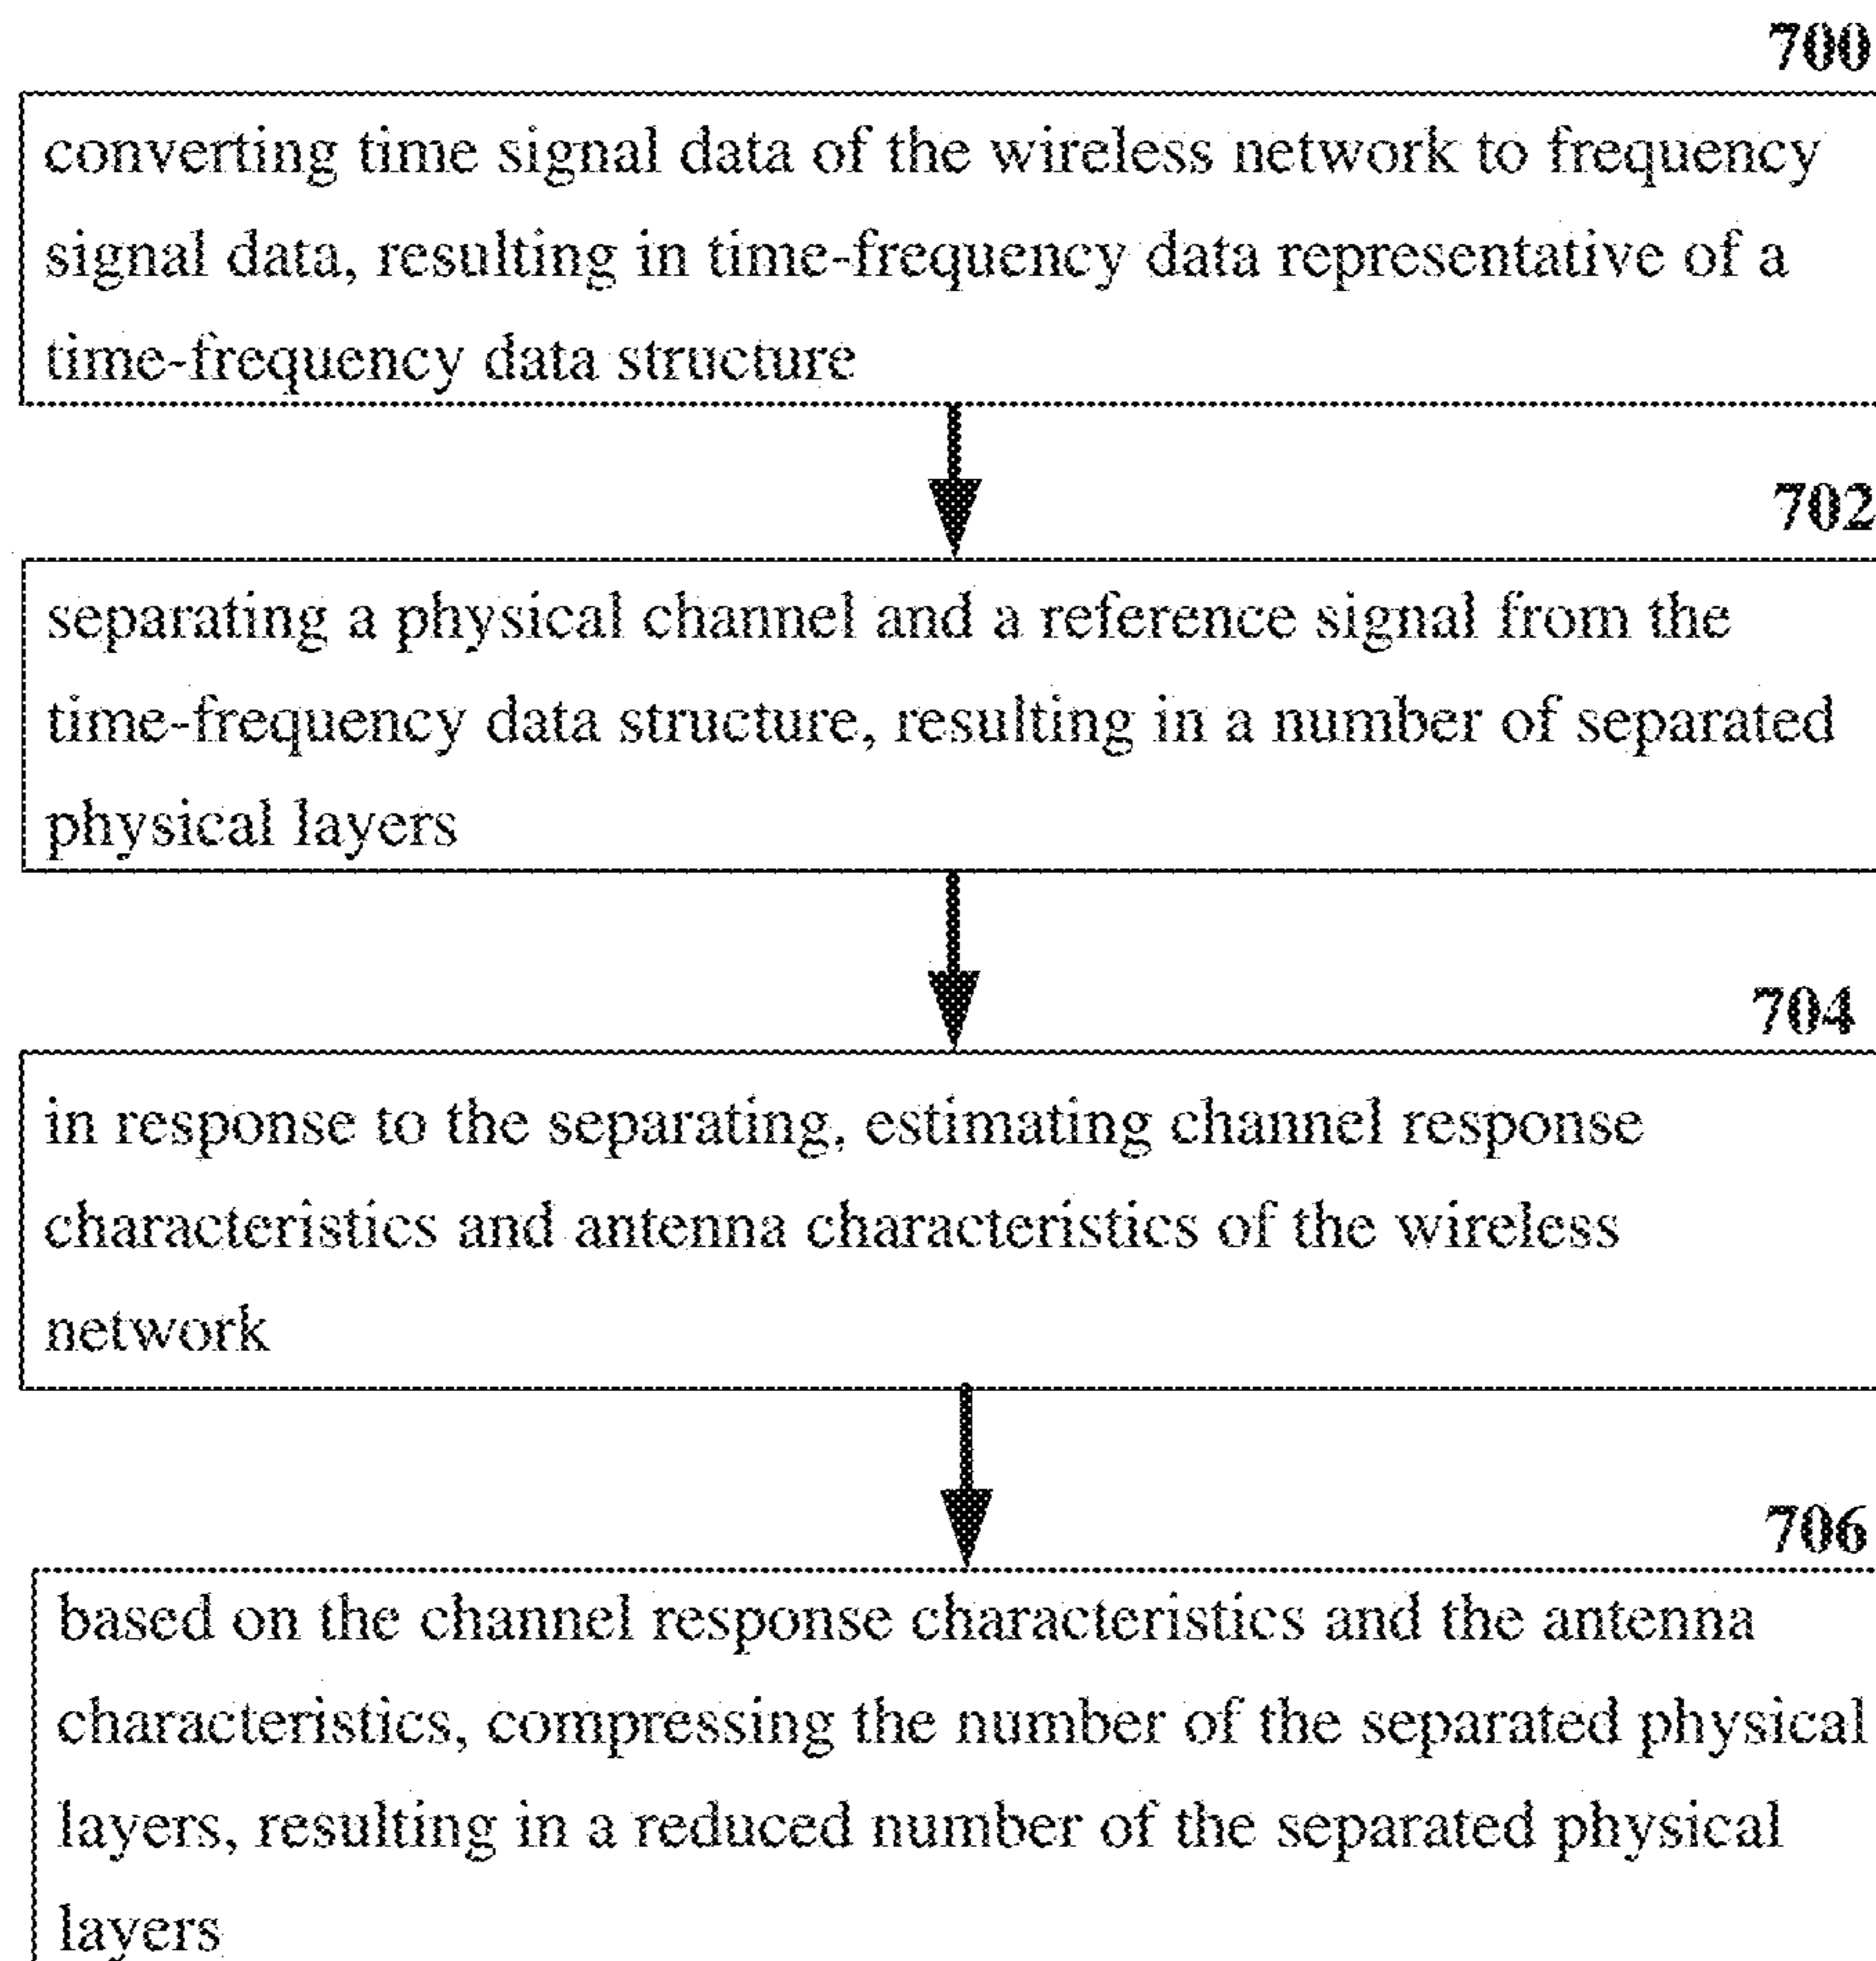 700
converting time signal data of the wireless network to frequency
signal data, resulting in time-frequency data representative of a
time-frequency data structure
702
separating a physical channel and a reference signal from the
time-frequency data structure, resulting in a number of separated
physical layers
704
in response to the separating, estimating channel response
characteristics and antenna characteristics of the wireless
network
706
based on the channel response characteristics and the antenna
characteristics, compressing the number of the separated physical
layers, resulting in a reduced number of the separated physical
layers